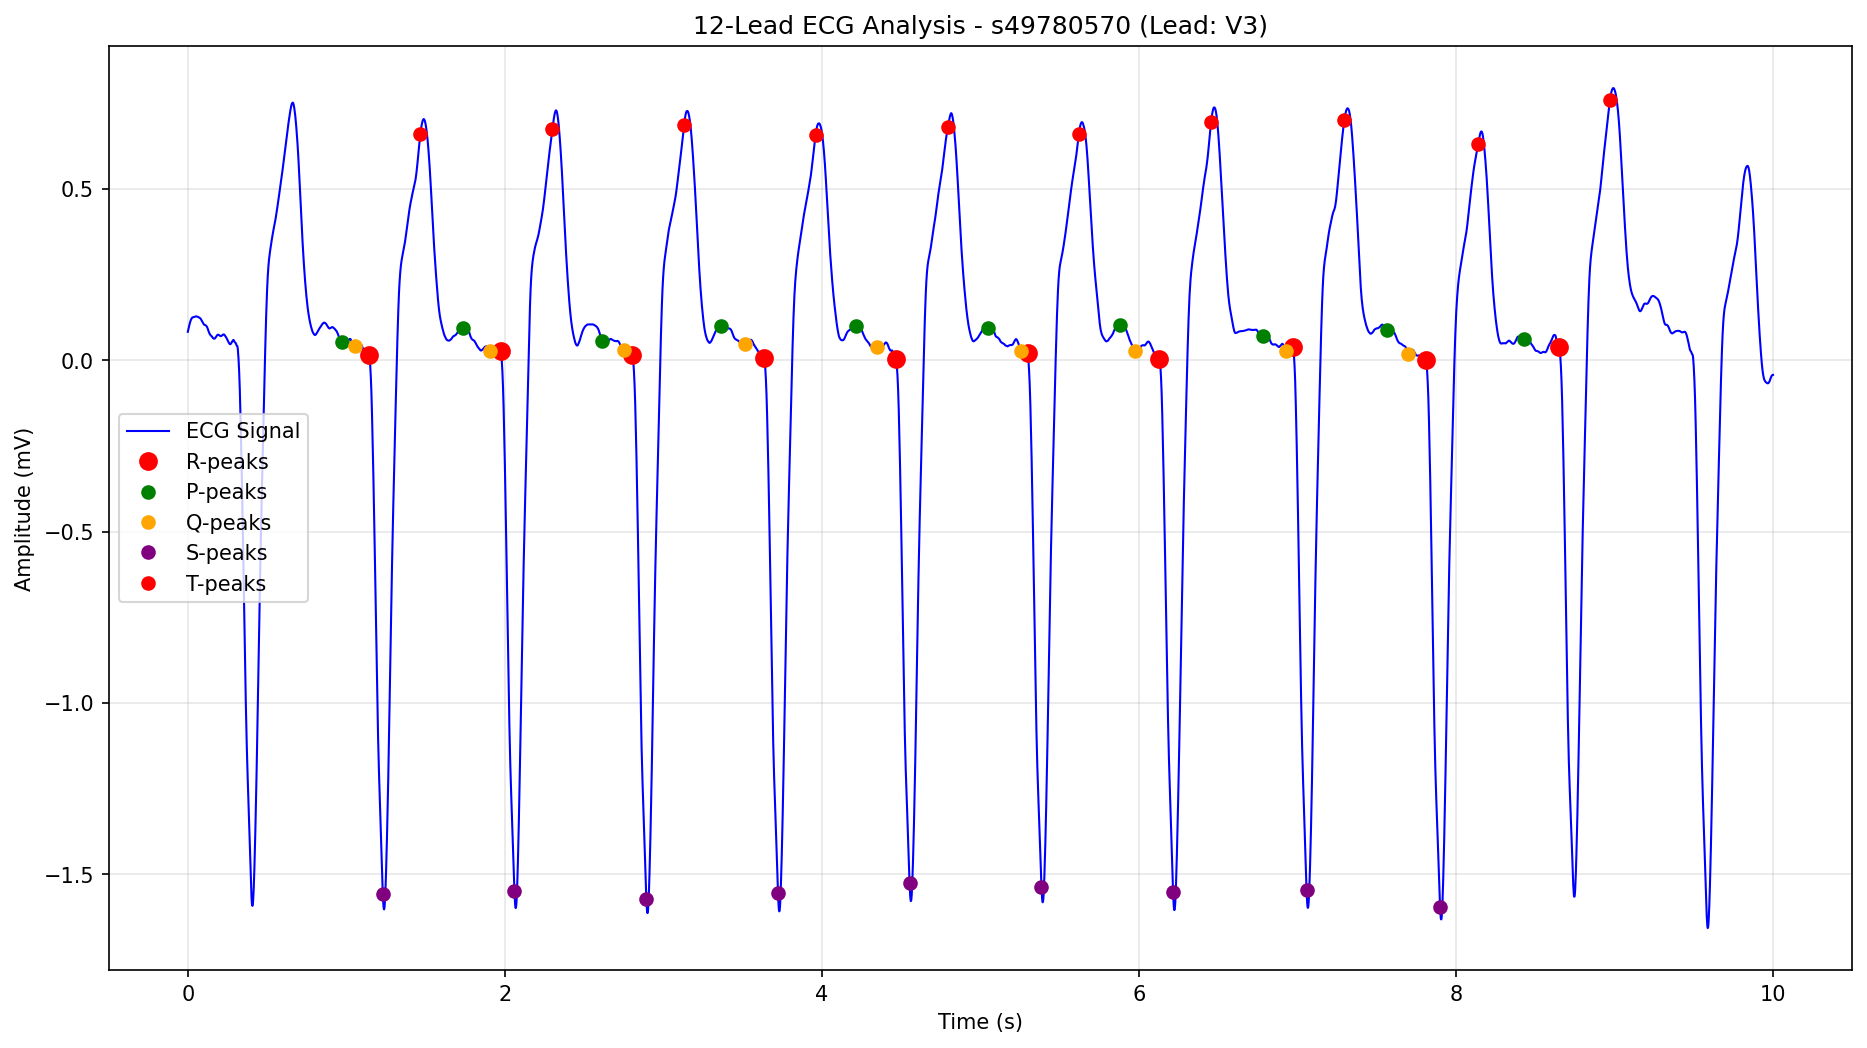 12-Lead ECG Analysis - s49780570 (Lead: V3)
Amplitude (mV)
0.5
0.0
−0.5
−1.0
−1.5
ECG Signal
R-peaks
P-peaks
Q-peaks
S-peaks
T-peaks
0 2 4 6 8 10
Time (s)